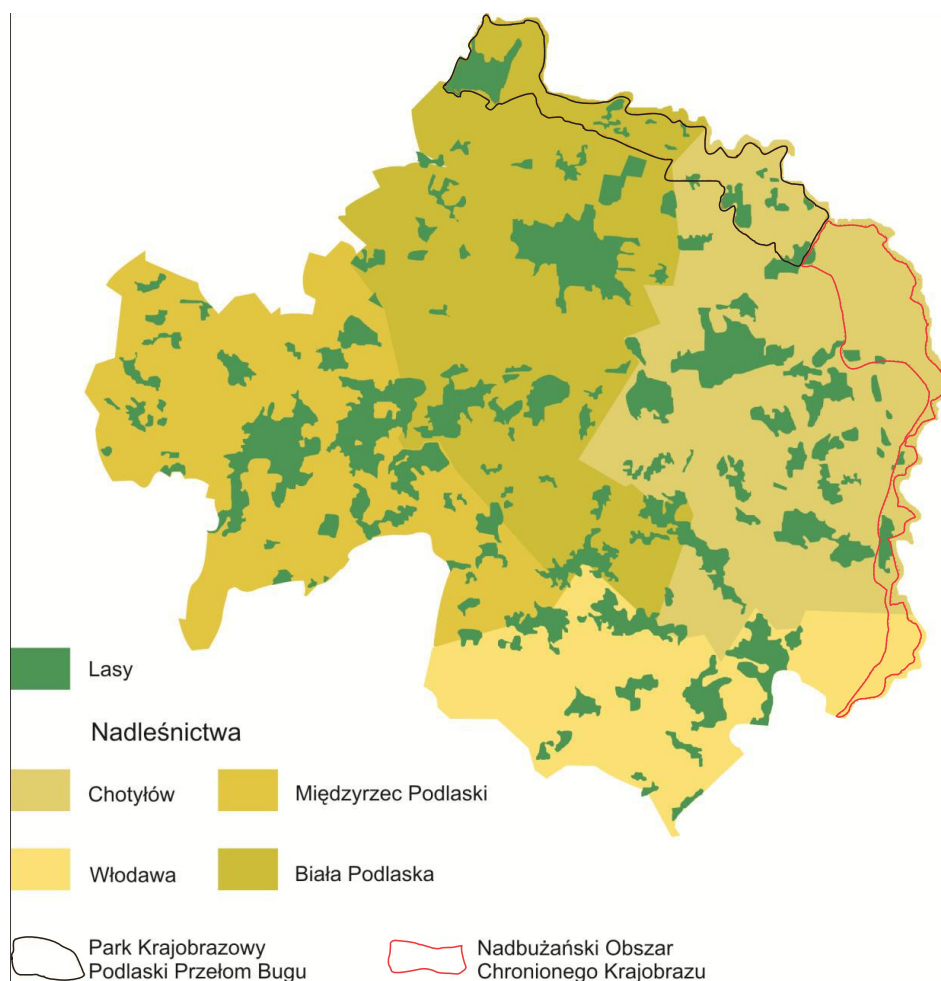 Lasy
Nadleśnictwa
Chotyłów
Międzyrzec Podlaski
Włodawa
Biała Podlaska
Park Krajobrazowy
Podlaski Przełom Bugu
Nadbużański Obszar
Chronionego Krajobrazu